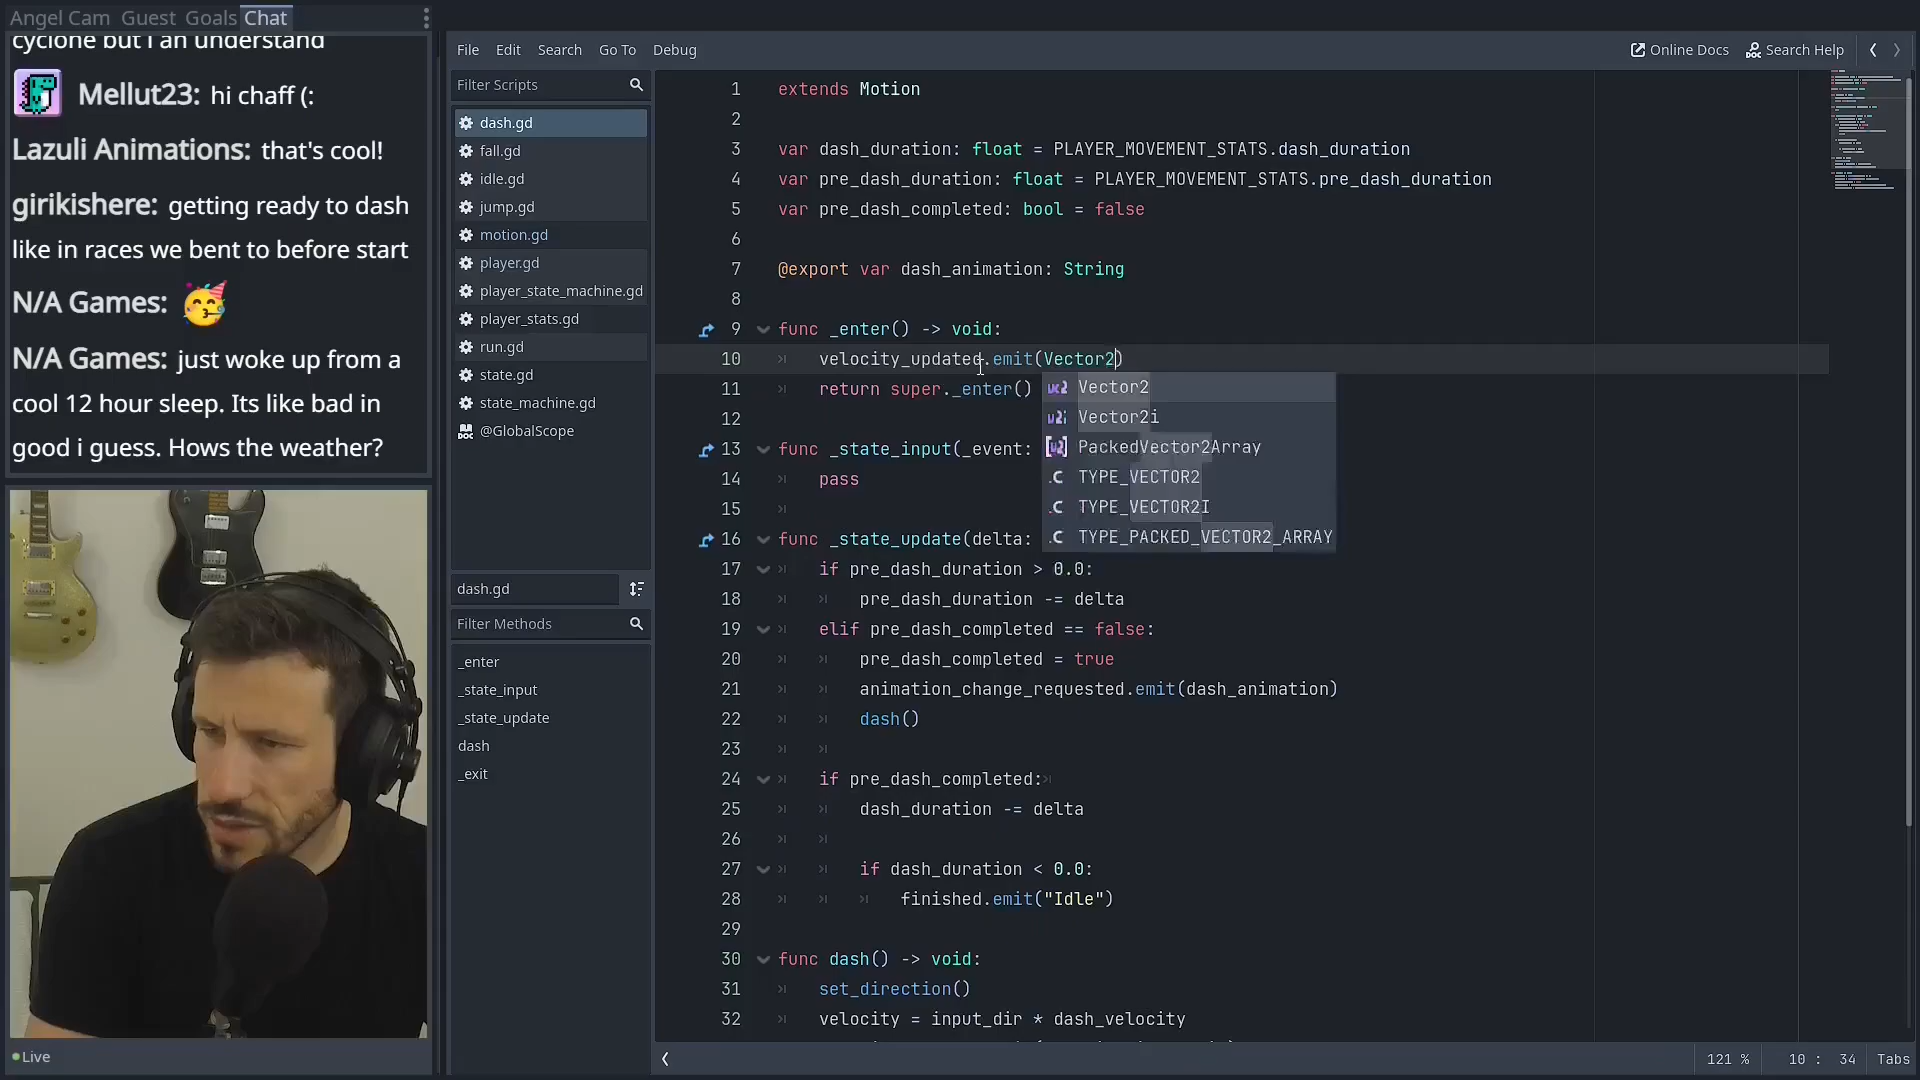 Angel Cam Guest Goals Chat
cyclone but i an understand
Mellut23: hi chaff (:
Lazuli Animations: that's cool!
girikishere: getting ready to dash
like in races we bent to before start
N/A Games: 🥳
N/A Games: just woke up from a
cool 12 hour sleep. Its like bad in
good i guess. Hows the weather?
Live
File Edit Search Go To Debug
Online Docs Search Help
Filter Scripts
dash.gd
fall.gd
idle.gd
jump.gd
motion.gd
player.gd
player_state_machine.gd
player_stats.gd
run.gd
state.gd
state_machine.gd
@GlobalScope
dash.gd
Filter Methods
_enter
_state_input
_state_update
dash
_exit
1 extends Motion
2
3 var dash_duration: float = PLAYER_MOVEMENT_STATS.dash_duration
4 var pre_dash_duration: float = PLAYER_MOVEMENT_STATS.pre_dash_duration
5 var pre_dash_completed: bool = false
6
7 @export var dash_animation: String
8
9 func _enter() -> void:
10 velocity_updated.emit(Vector2)
11 return super._enter()
12
13 func _state_input(_event:
14 pass
15
16 func _state_update(delta:
17 if pre_dash_duration > 0.0:
18 pre_dash_duration -= delta
19 elif pre_dash_completed == false:
20 pre_dash_completed = true
21 animation_change_requested.emit(dash_animation)
22 dash()
23
24 if pre_dash_completed:
25 dash_duration -= delta
26
27 if dash_duration < 0.0:
28 finished.emit("Idle")
29
30 func dash() -> void:
31 set_direction()
32 velocity = input_dir * dash_velocity
Vector2
Vector2i
PackedVector2Array
TYPE_VECTOR2
TYPE_VECTOR2I
TYPE_PACKED_VECTOR2_ARRAY
121 % 10 : 34 Tabs